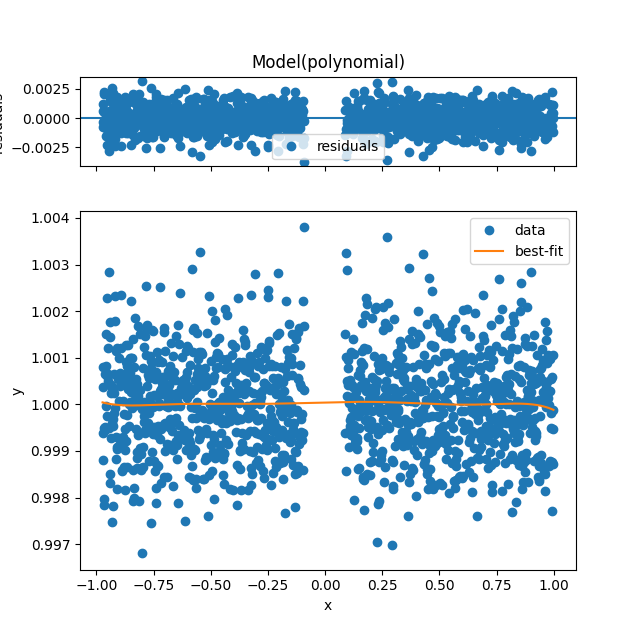 Model(polynomial)
0.0025
0.0000
−0.0025
residuals
residuals
1.004
1.003
1.002
1.001
1.000
0.999
0.998
0.997
y
data
best-fit
−1.00 −0.75 −0.50 −0.25 0.00 0.25 0.50 0.75 1.00
x